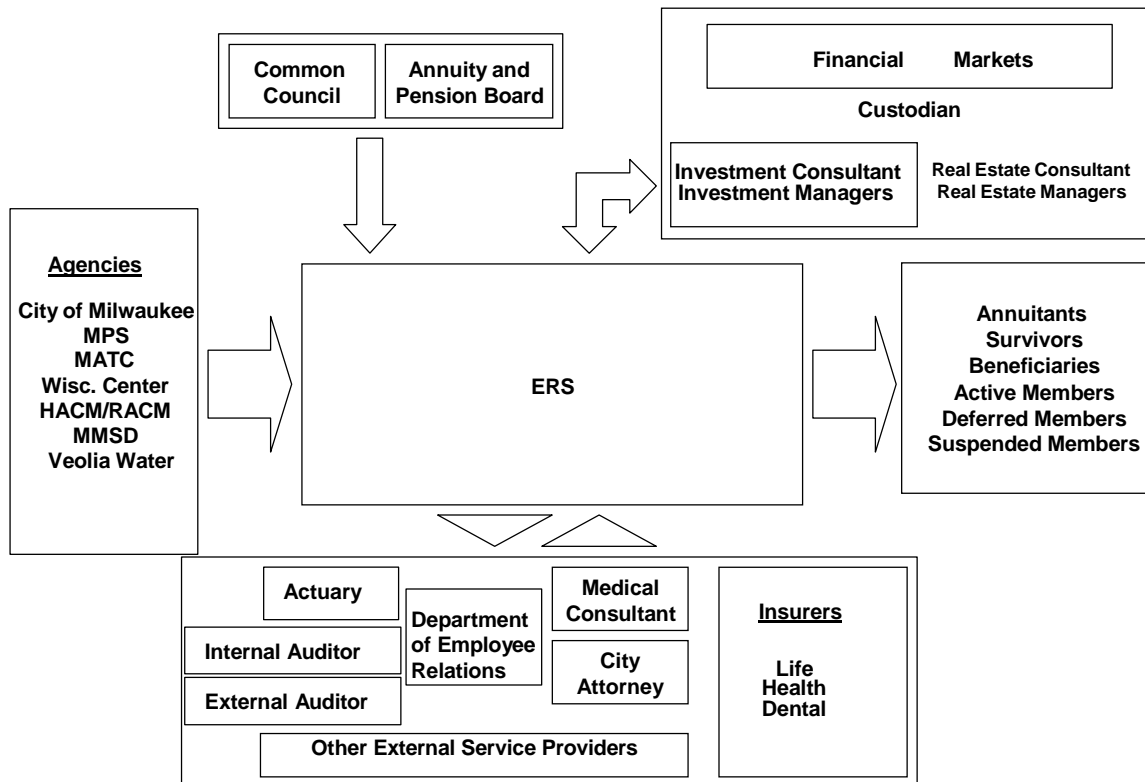 Common
Council
Annuity and
Pension Board
Financial Markets
Custodian
Investment Consultant
Investment Managers
Real Estate Consultant
Real Estate Managers
Agencies
City of Milwaukee
MPS
MATC
Wisc. Center
HACM/RACM
MMSD
Veolia Water
ERS
Annuitants
Survivors
Beneficiaries
Active Members
Deferred Members
Suspended Members
Actuary
Internal Auditor
External Auditor
Department
of Employee
Relations
Medical
Consultant
City
Attorney
Other External Service Providers
Insurers
Life
Health
Dental